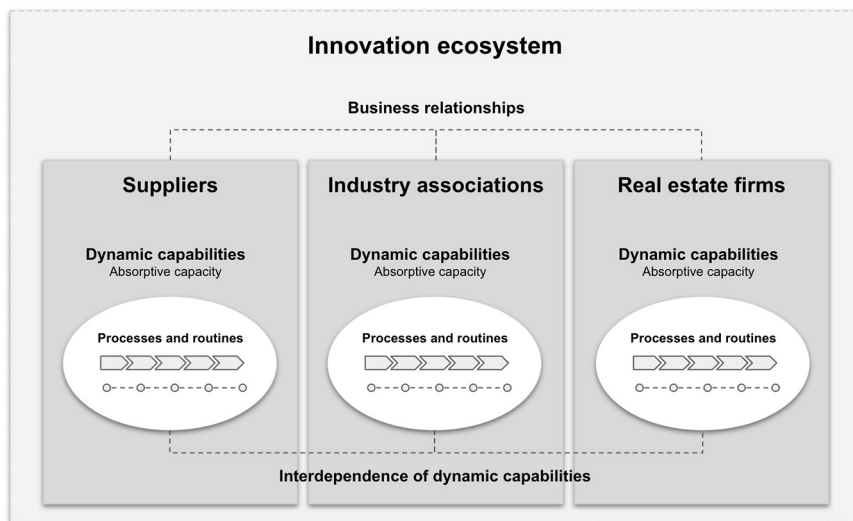 Innovation ecosystem
Business relationships
Suppliers
Industry associations
Real estate firms
Dynamic capabilities
Absorptive capacity
Dynamic capabilities
Absorptive capacity
Dynamic capabilities
Absorptive capacity
Processes and routines
Processes and routines
Processes and routines
Interdependence of dynamic capabilities